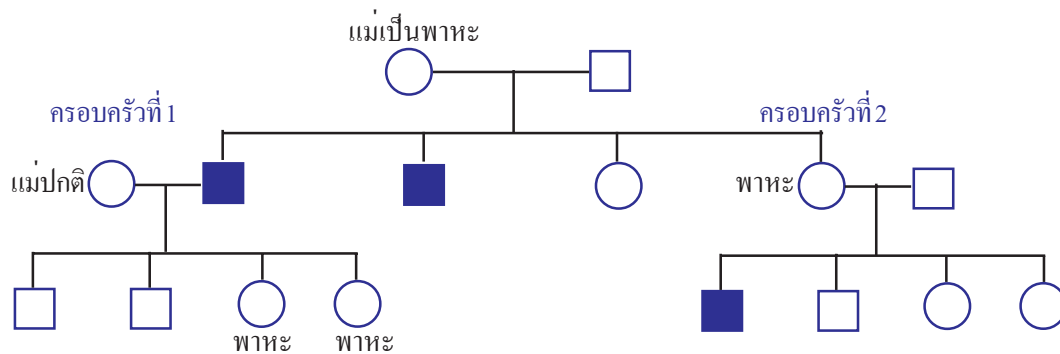 แม่เป็นพาหะ
ครอบครัวที่ 1
ครอบครัวที่ 2
แม่ปกติ
พาหะ
พาหะ
พาหะ